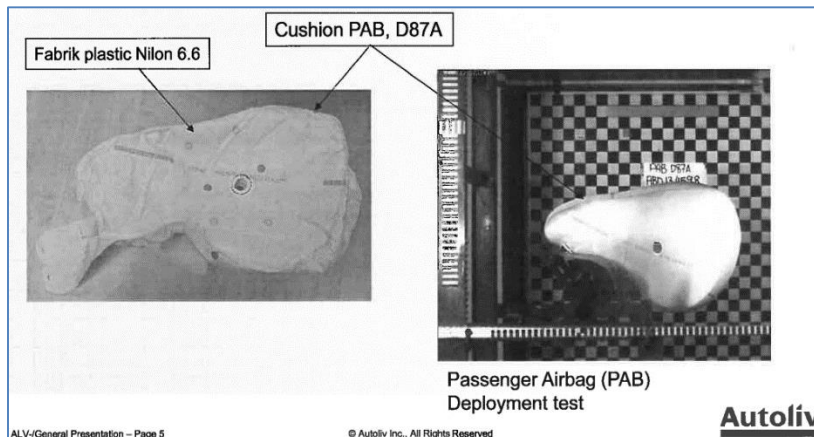 Cushion PAB, D87A
Fabrik plastic Nilon 6.6
PAB D87A
Passenger Airbag (PAB)
Deployment test
ALV-/General Presentation – Page 5
© Autoliv Inc., All Rights Reserved
Autoliv